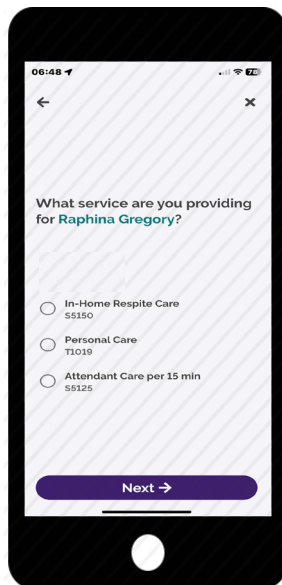 06:48
78
What service are you providing
for Raphina Gregory?
In-Home Respite Care
S5150
Personal Care
T1019
Attendant Care per 15 min
S5125
Next →